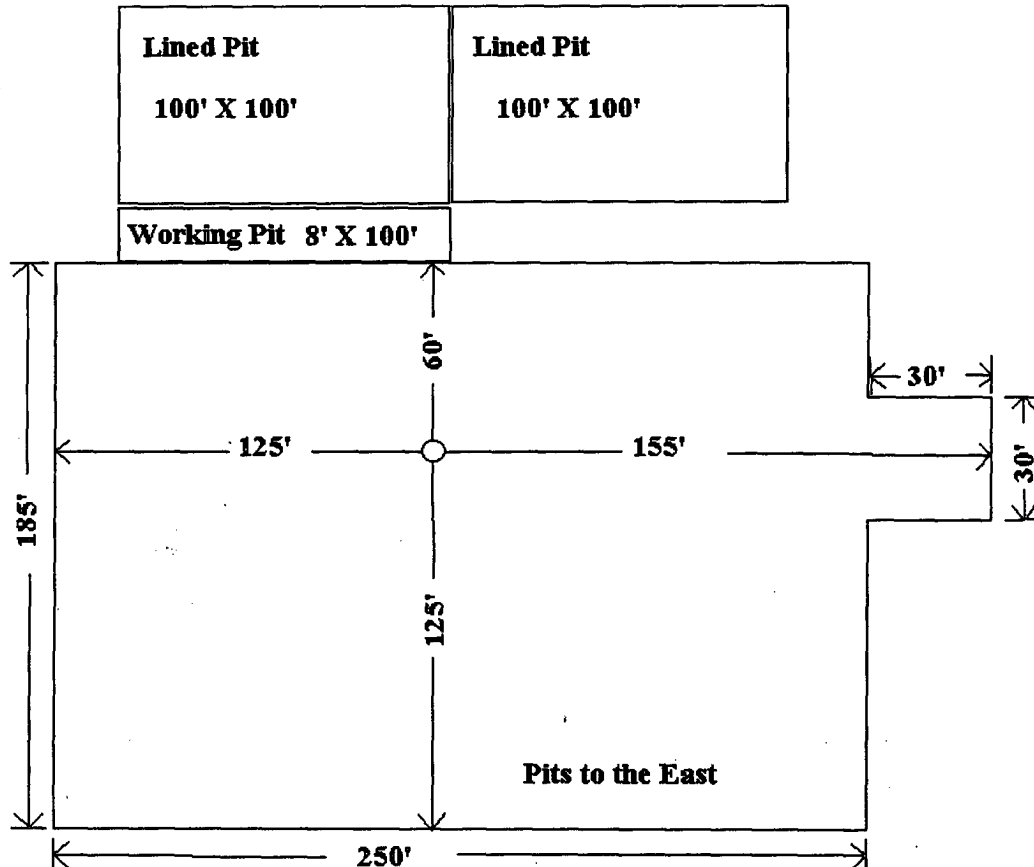 Lined Pit
100' X 100'
Lined Pit
100' X 100'
Working Pit 8' X 100'
60'
30'
125'
155'
30'
185'
125'
Pits to the East
250'